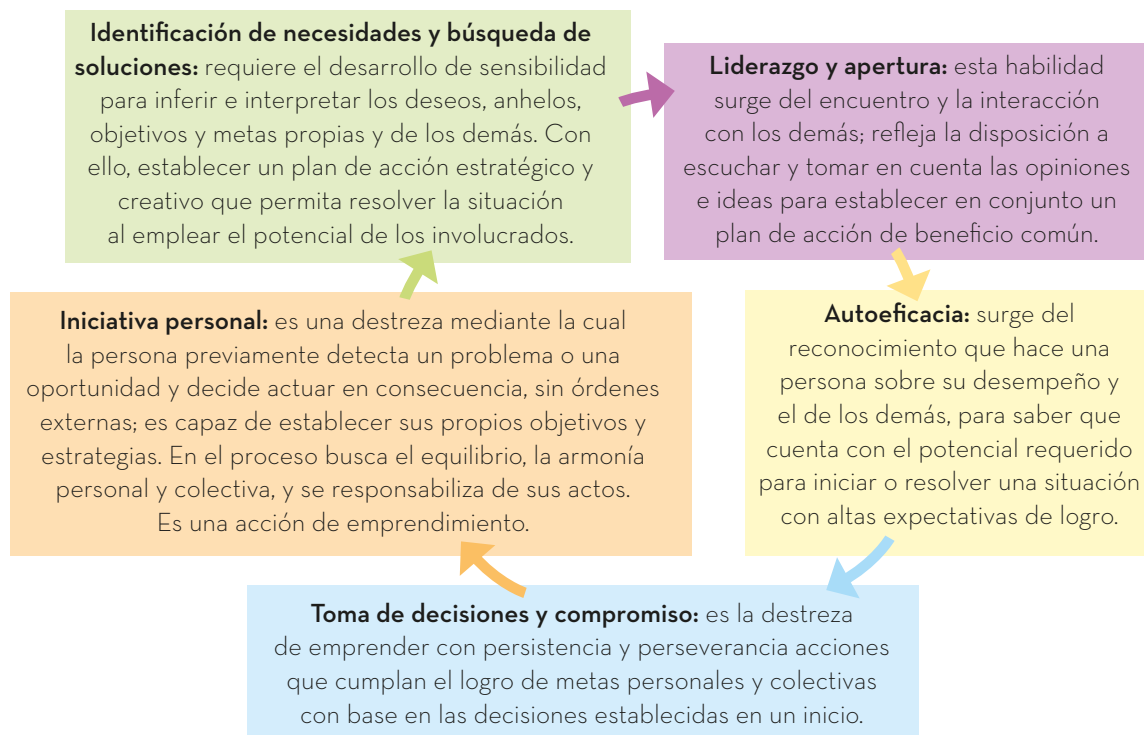 Identificación de necesidades y búsqueda de
soluciones: requiere el desarrollo de sensibilidad
para inferir e interpretar los deseos, anhelos,
objetivos y metas propias y de los demás. Con
ello, establecer un plan de acción estratégico y
creativo que permita resolver la situación
al emplear el potencial de los involucrados.
Liderazgo y apertura: esta habilidad
surge del encuentro y la interacción
con los demás; refleja la disposición a
escuchar y tomar en cuenta las opiniones
e ideas para establecer en conjunto un
plan de acción de beneficio común.
Autoeficacia: surge del
reconocimiento que hace una
persona sobre su desempeño y
el de los demás, para saber que
cuenta con el potencial requerido
para iniciar o resolver una situación
con altas expectativas de logro.
Toma de decisiones y compromiso: es la destreza
de emprender con persistencia y perseverancia acciones
que cumplan el logro de metas personales y colectivas
con base en las decisiones establecidas en un inicio.
Iniciativa personal: es una destreza mediante la cual
la persona previamente detecta un problema o una
oportunidad y decide actuar en consecuencia, sin órdenes
externas; es capaz de establecer sus propios objetivos y
estrategias. En el proceso busca el equilibrio, la armonía
personal y colectiva, y se responsabiliza de sus actos.
Es una acción de emprendimiento.